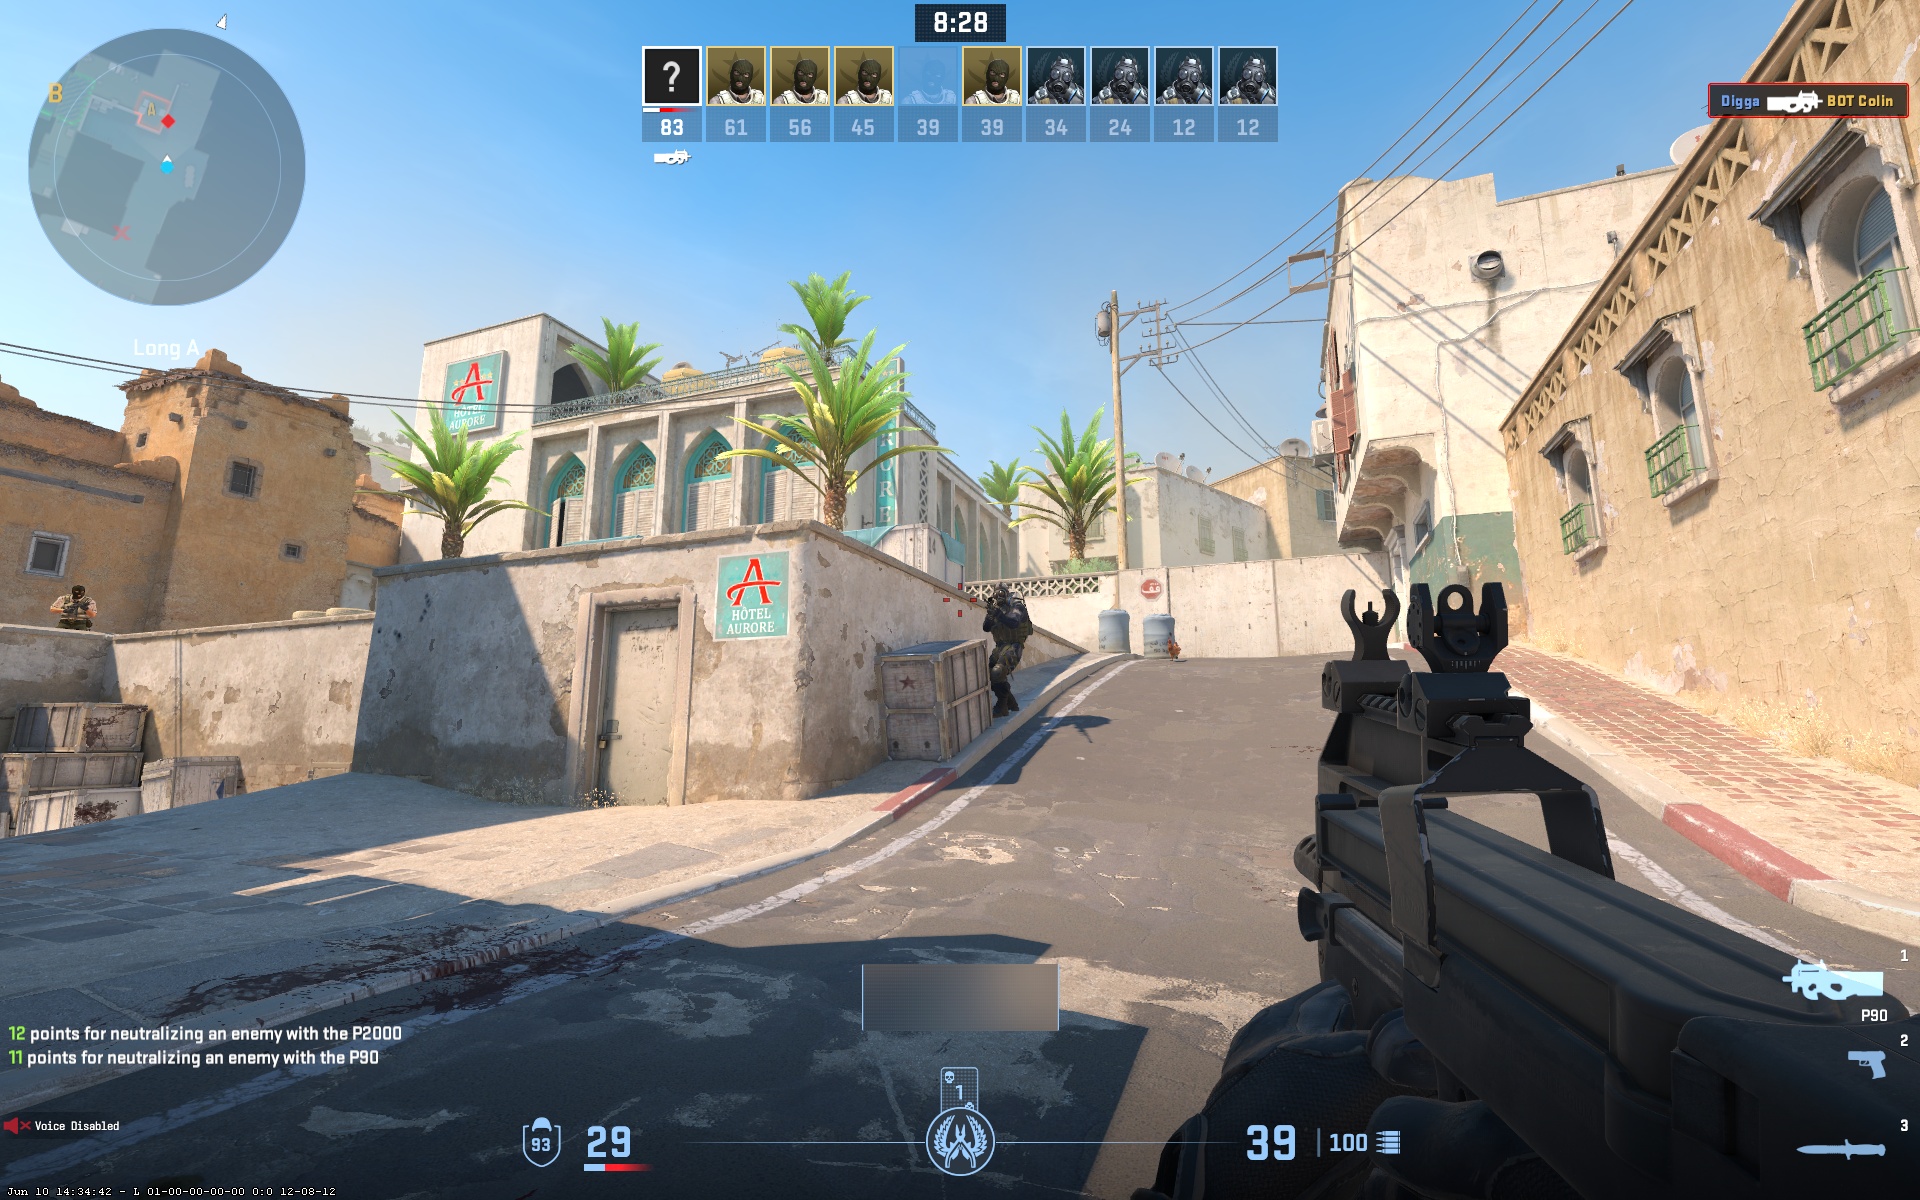 8:28
?
83 61 56 45 39 39 34 24 12 12
Digga BOT Colin
B
A
Long A
A
HÔTEL
AURORE
A
HÔTEL
AURORE
12 points for neutralizing an enemy with the P2000
11 points for neutralizing an enemy with the P90
Voice Disabled
93
29
1
39 | 100
1
P90
2
3
Jun 10 14:34:42 - L 01-00-00-00-00 0:0 12-08-12